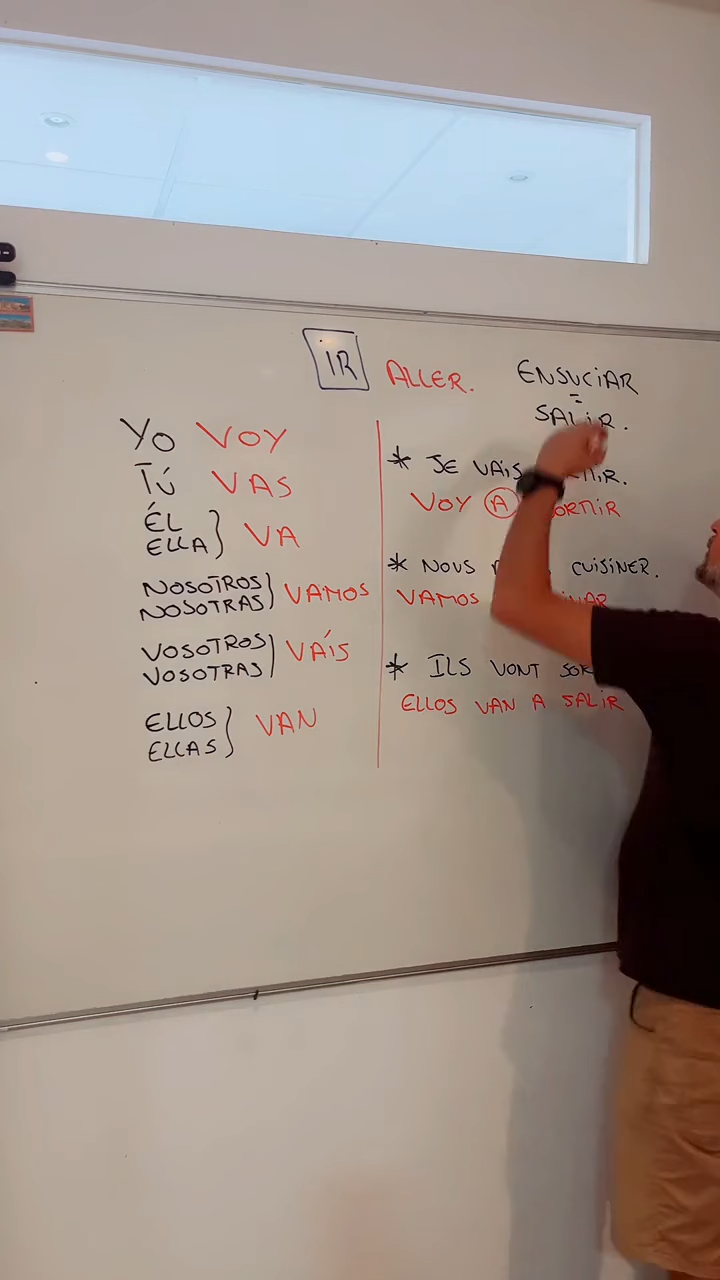 IR ALLER.
ENSUCIAR
=
SALIR.
YO VOY
TÚ VAS
ÉL
ELLA VA
NOSOTROS
NOSOTRAS VAMOS
VOSOTROS
VOSOTRAS VAÍS
ELLOS
ELLAS VAN
* JE VAIS
VOY A
* NOUS CUISINER.
VAMOS
* ILS VONT
ELLOS VAN A SALIR